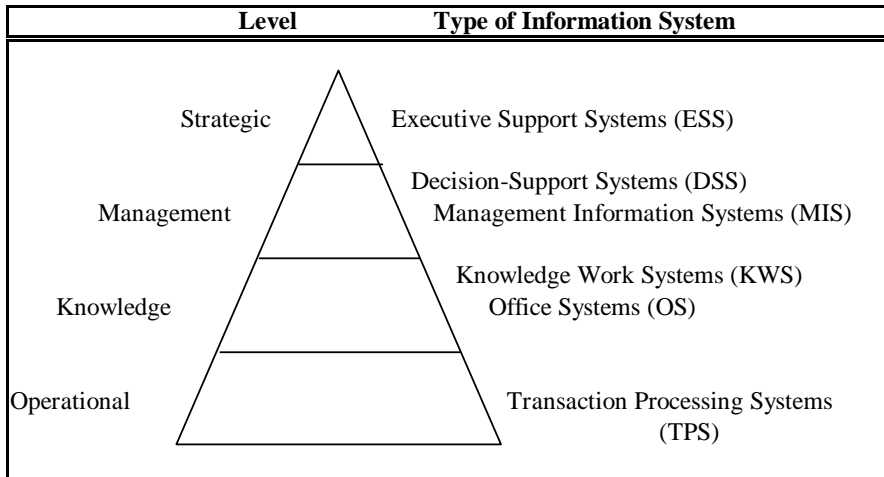 Level Type of Information System
Strategic Executive Support Systems (ESS)
Decision-Support Systems (DSS)
Management Management Information Systems (MIS)
Knowledge Work Systems (KWS)
Knowledge Office Systems (OS)
Operational Transaction Processing Systems
(TPS)